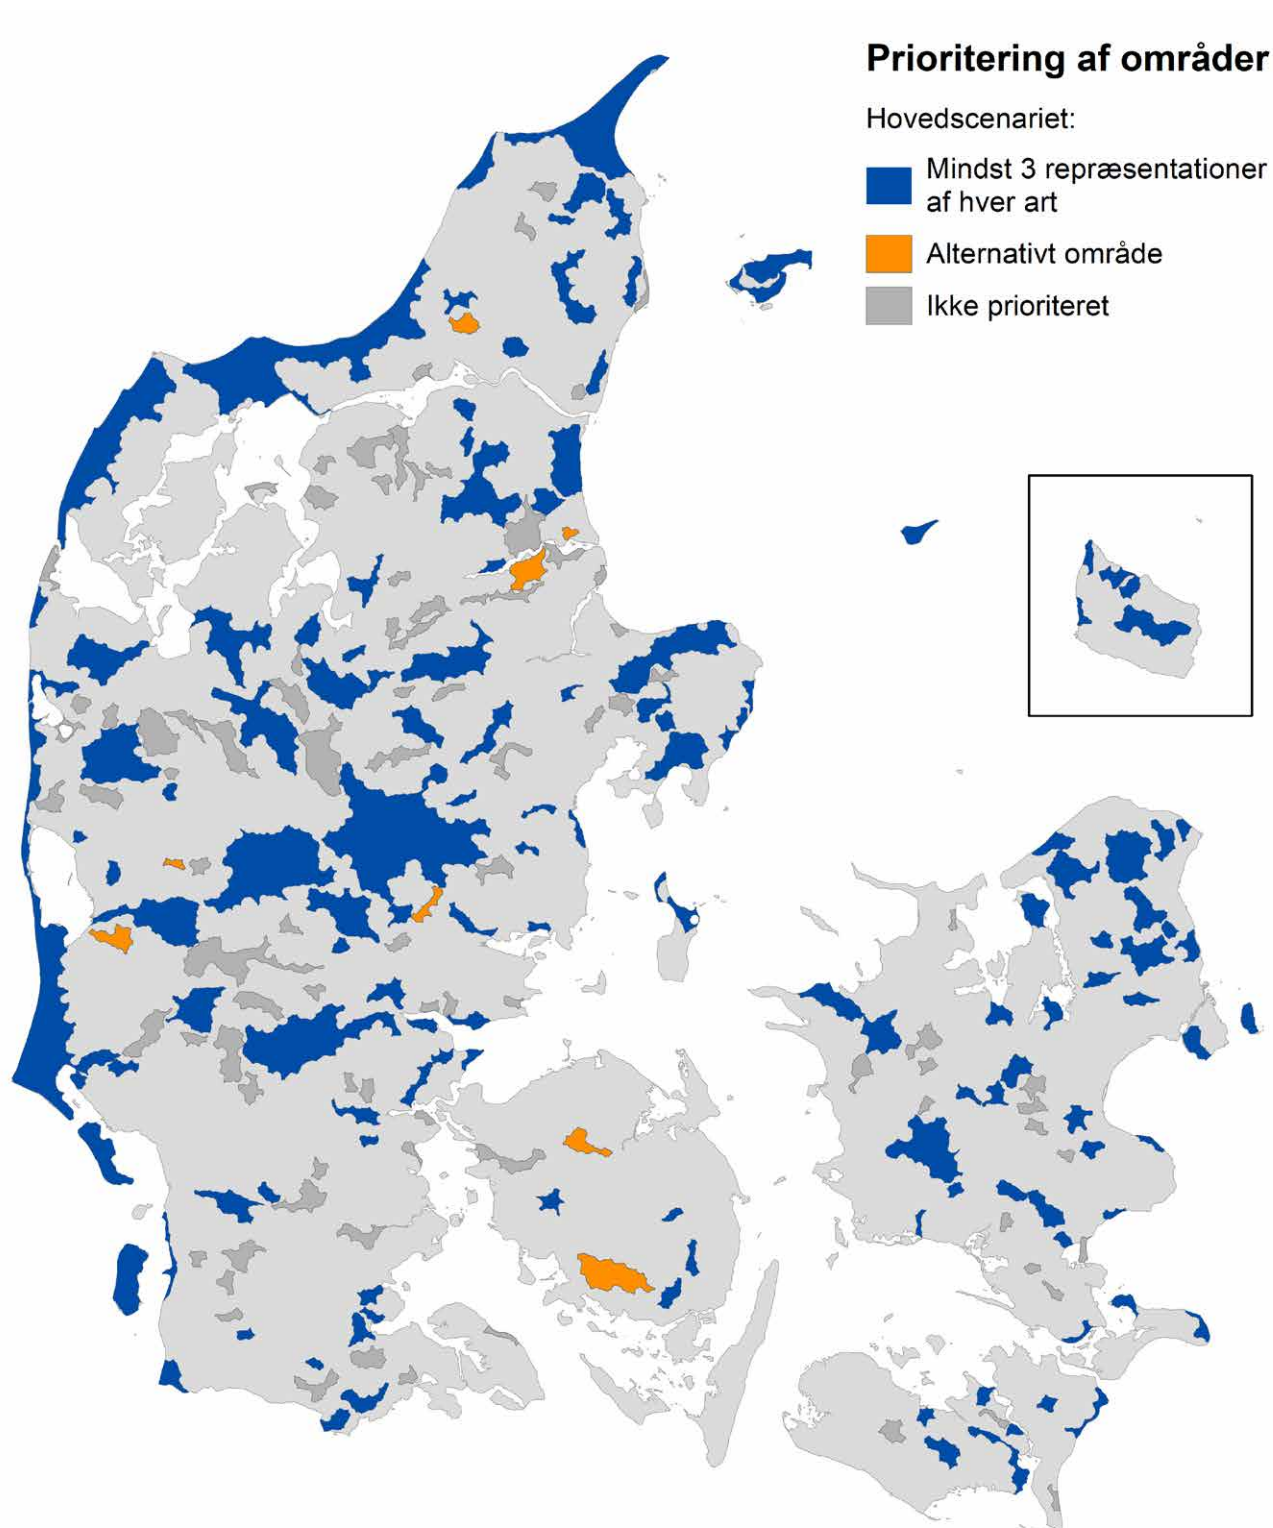 Prioritering af områder
Hovedscenariet:
Mindst 3 repræsentationer
af hver art
Alternativt område
Ikke prioriteret